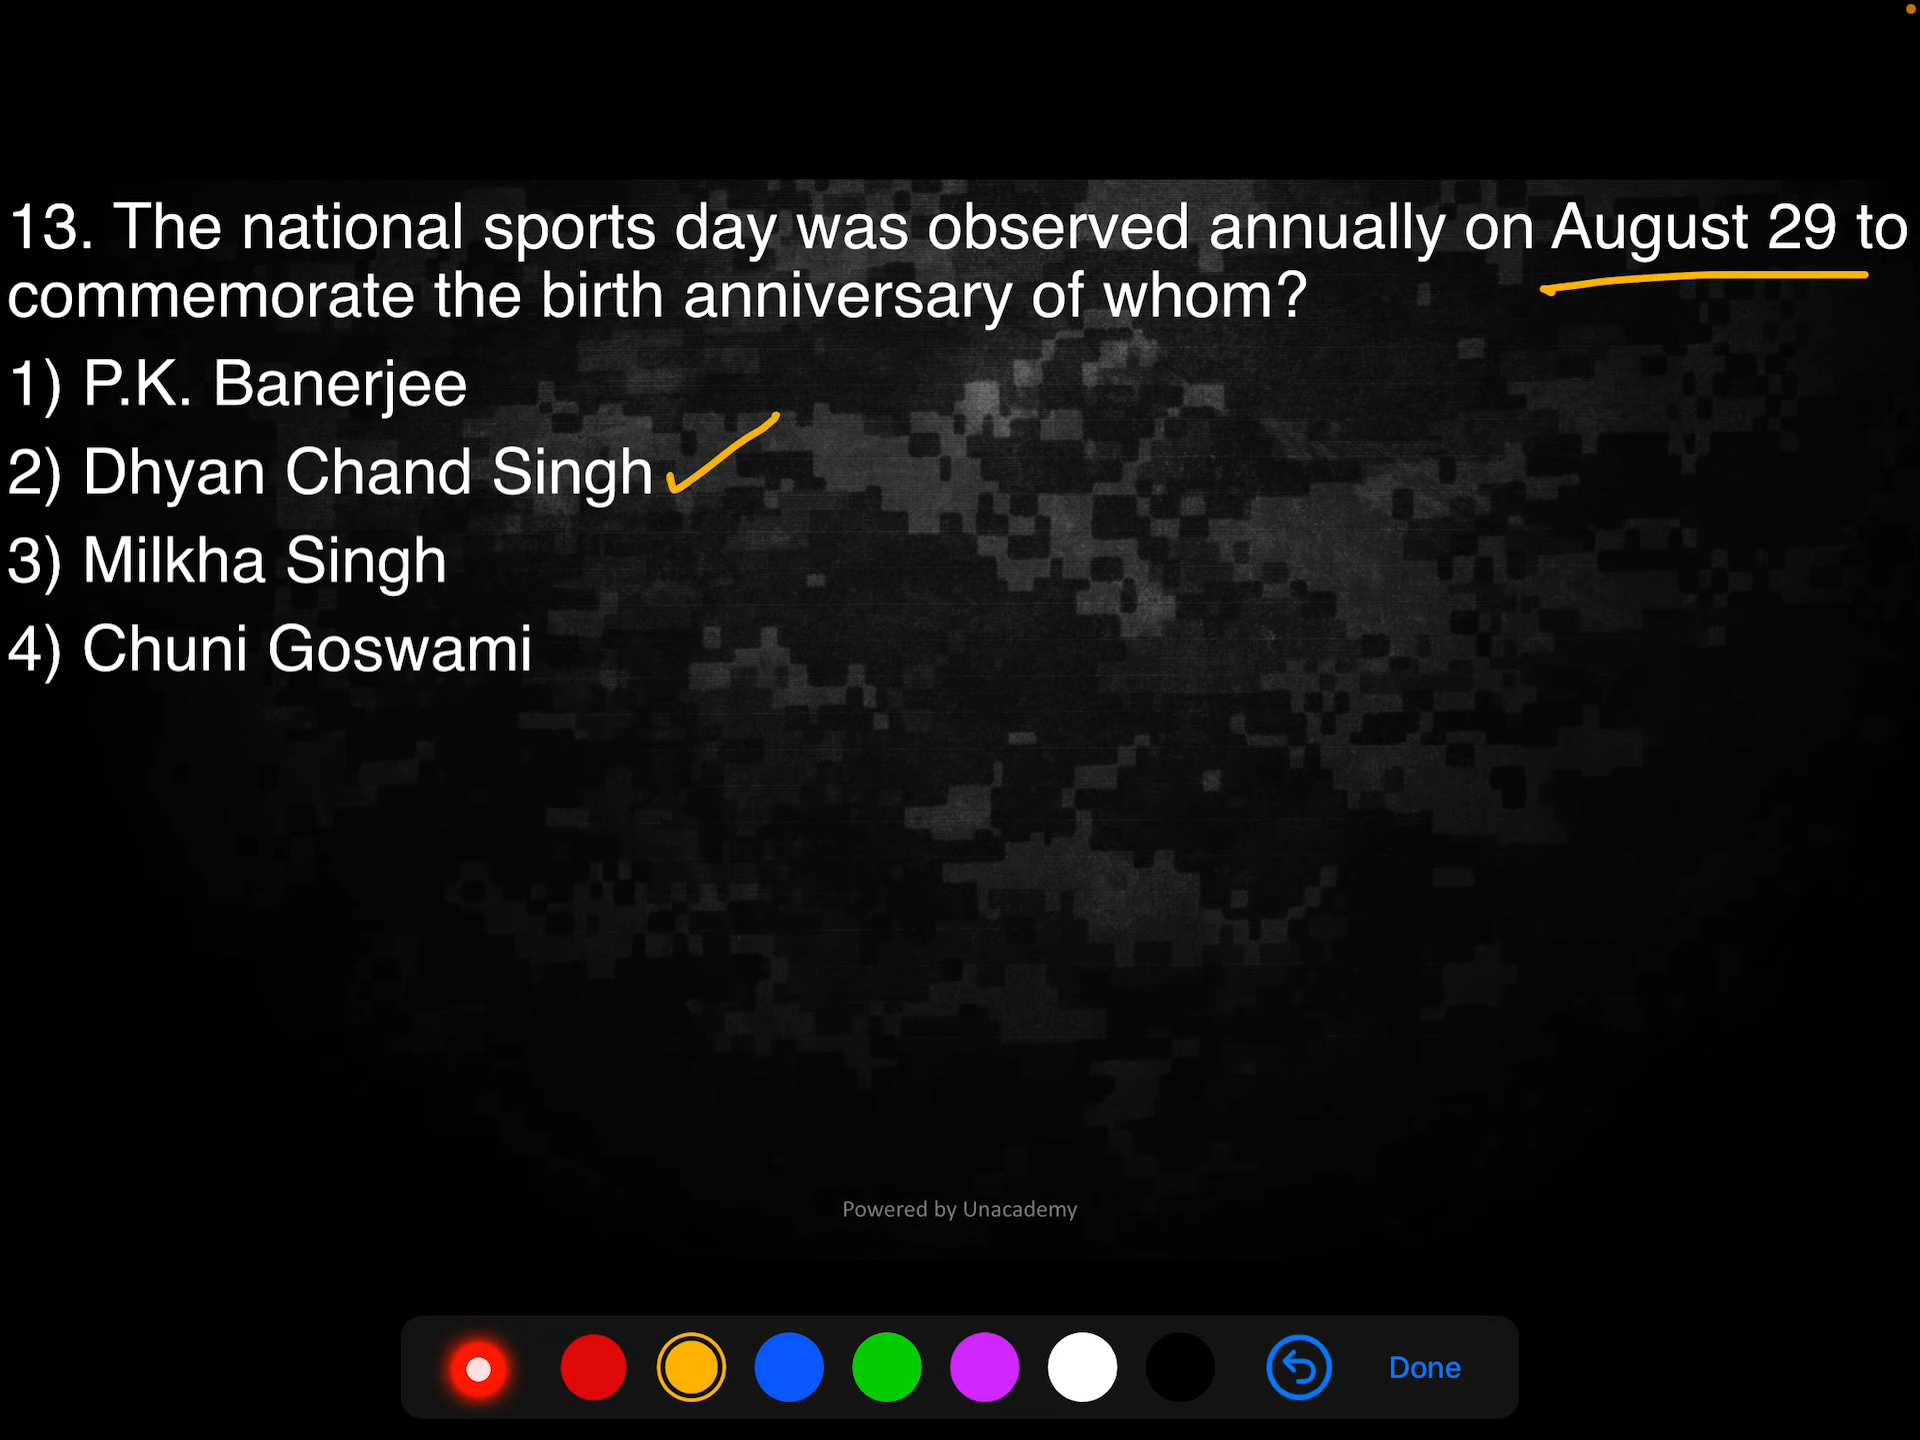 13. The national sports day was observed annually on August 29 to
commemorate the birth anniversary of whom?
1) P.K. Banerjee
2) Dhyan Chand Singh
3) Milkha Singh
4) Chuni Goswami
Powered by Unacademy
Done